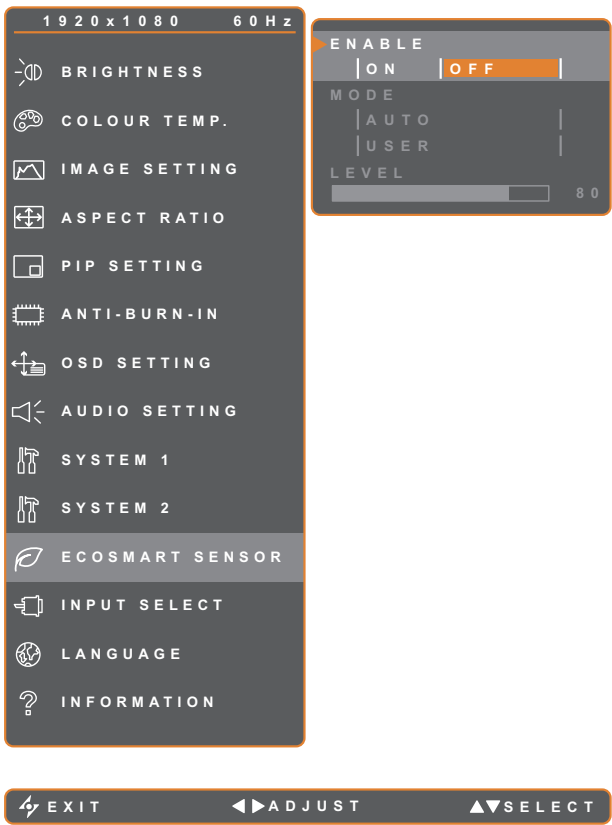 1920x1080 60Hz
BRIGHTNESS
COLOUR TEMP.
IMAGE SETTING
ASPECT RATIO
PIP SETTING
ANTI-BURN-IN
OSD SETTING
AUDIO SETTING
SYSTEM 1
SYSTEM 2
ECOSMART SENSOR
INPUT SELECT
LANGUAGE
INFORMATION
ENABLE
ON OFF
MODE
AUTO
USER
LEVEL
80
EXIT ADJUST SELECT